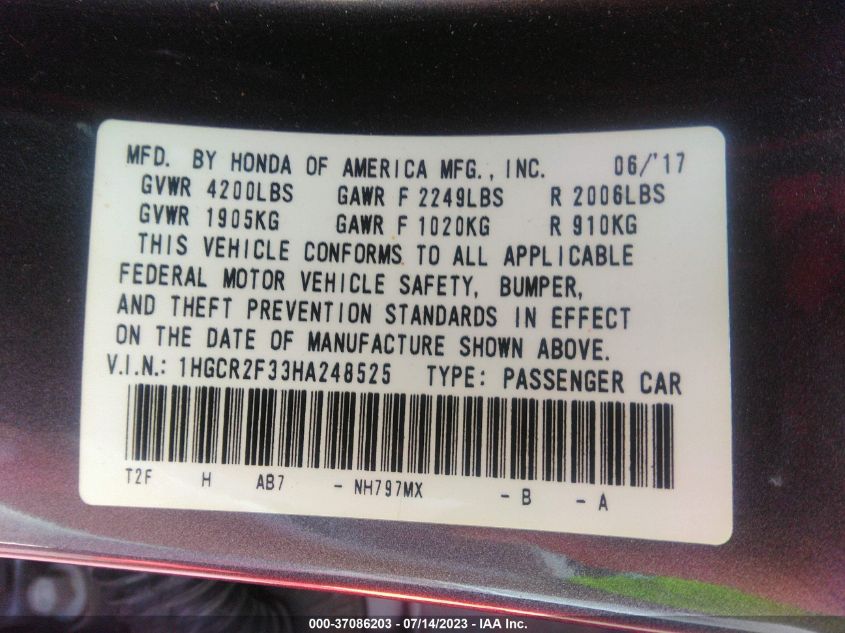 MFD. BY HONDA OF AMERICA MFG., INC. 06/'17
GVWR 4200LBS GAWR F 2249LBS R 2006LBS
GVWR 1905KG GAWR F 1020KG R 910KG
THIS VEHICLE CONFORMS TO ALL APPLICABLE
FEDERAL MOTOR VEHICLE SAFETY, BUMPER,
AND THEFT PREVENTION STANDARDS IN EFFECT
ON THE DATE OF MANUFACTURE SHOWN ABOVE.
V.I.N.: 1HGCR2F33HA248525 TYPE: PASSENGER CAR
T2F H AB7 - NH797MX - B - A
000-37086203 - 07/14/2023 - IAA Inc.